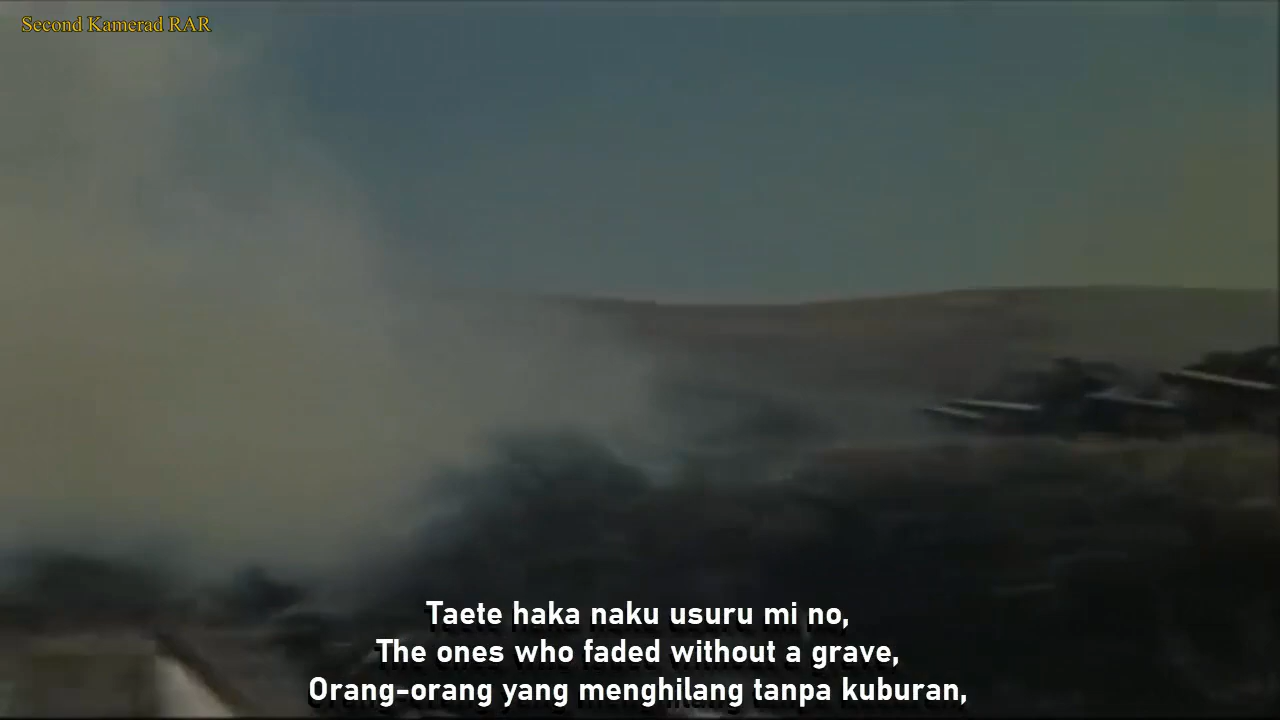 Second Kamerad RAR
Taete haka naku usuru mi no,
The ones who faded without a grave,
Orang-orang yang menghilang tanpa kuburan,